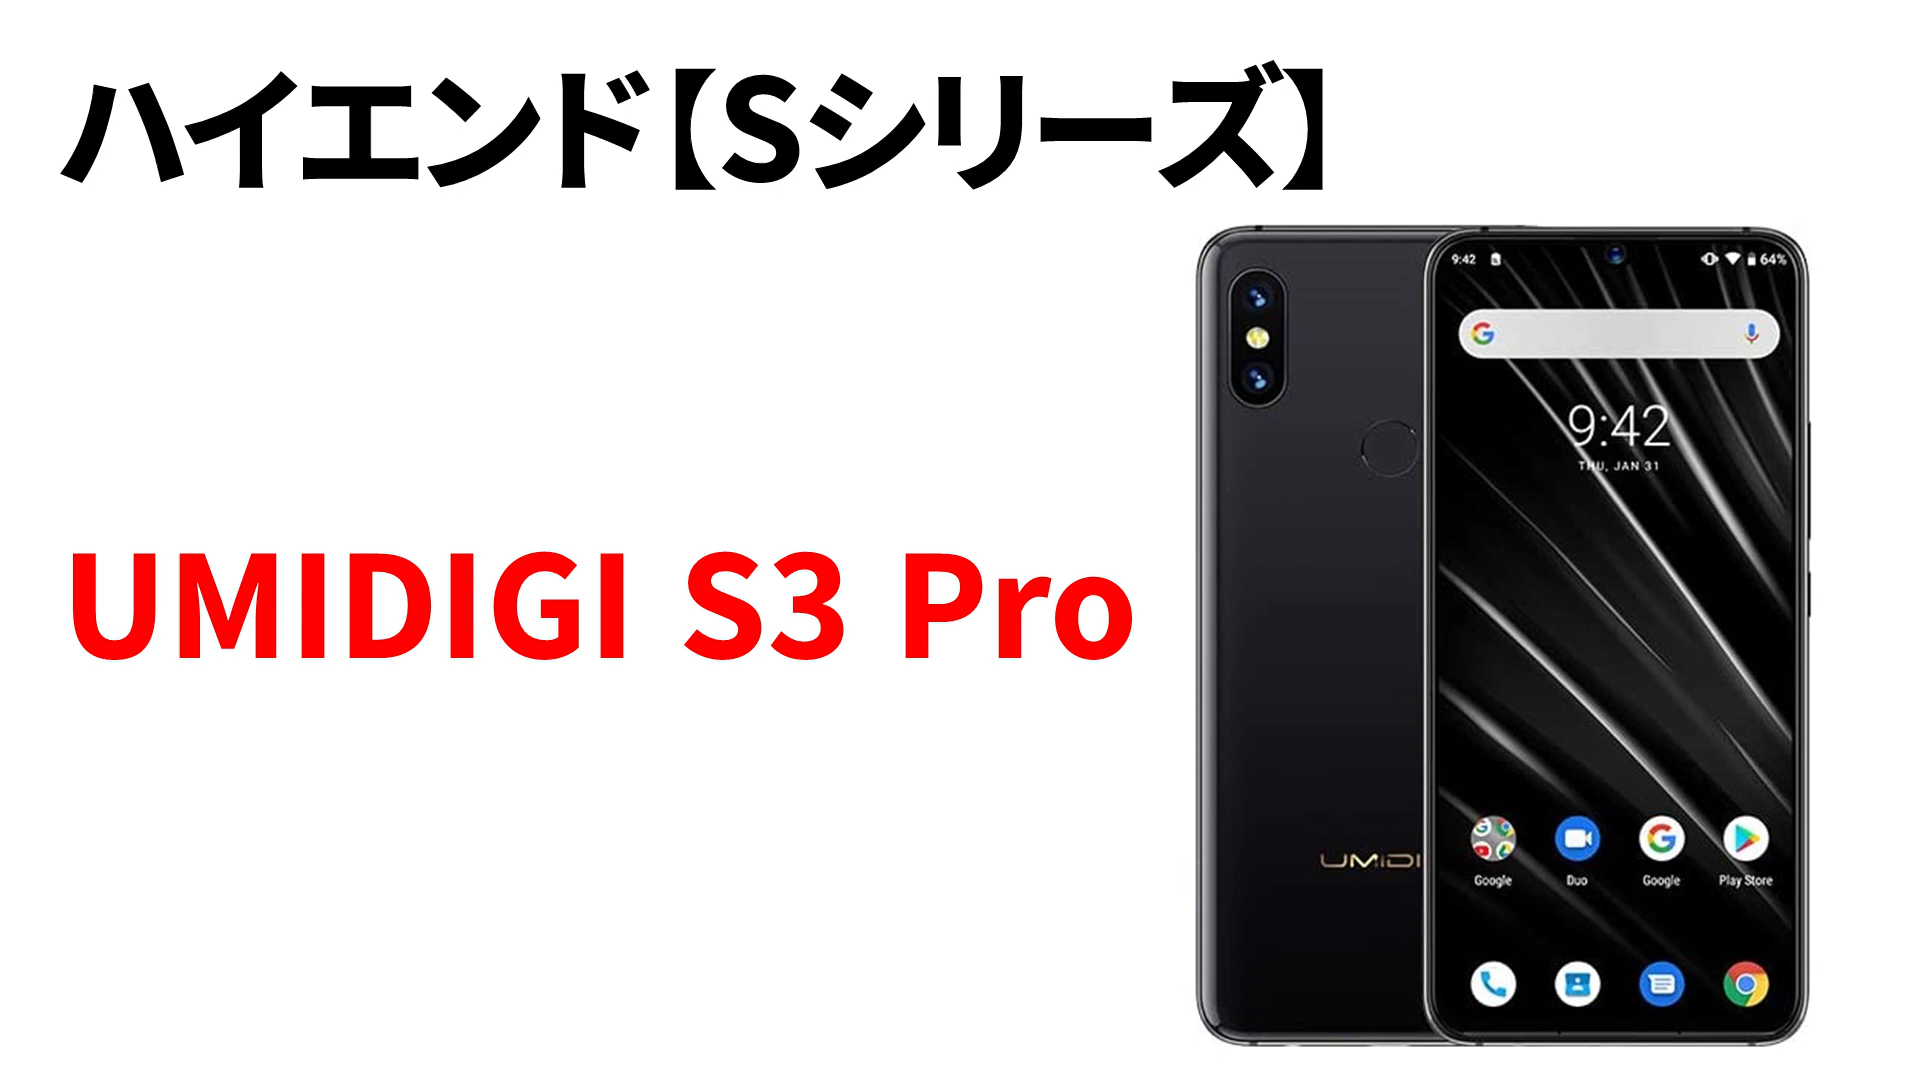 ハイエンド【Sシリーズ】
UMIDIGI S3 Pro
9:42
64%
9:42
THU, JAN 31
UMIDI
Google
Duo
Google
Play Store